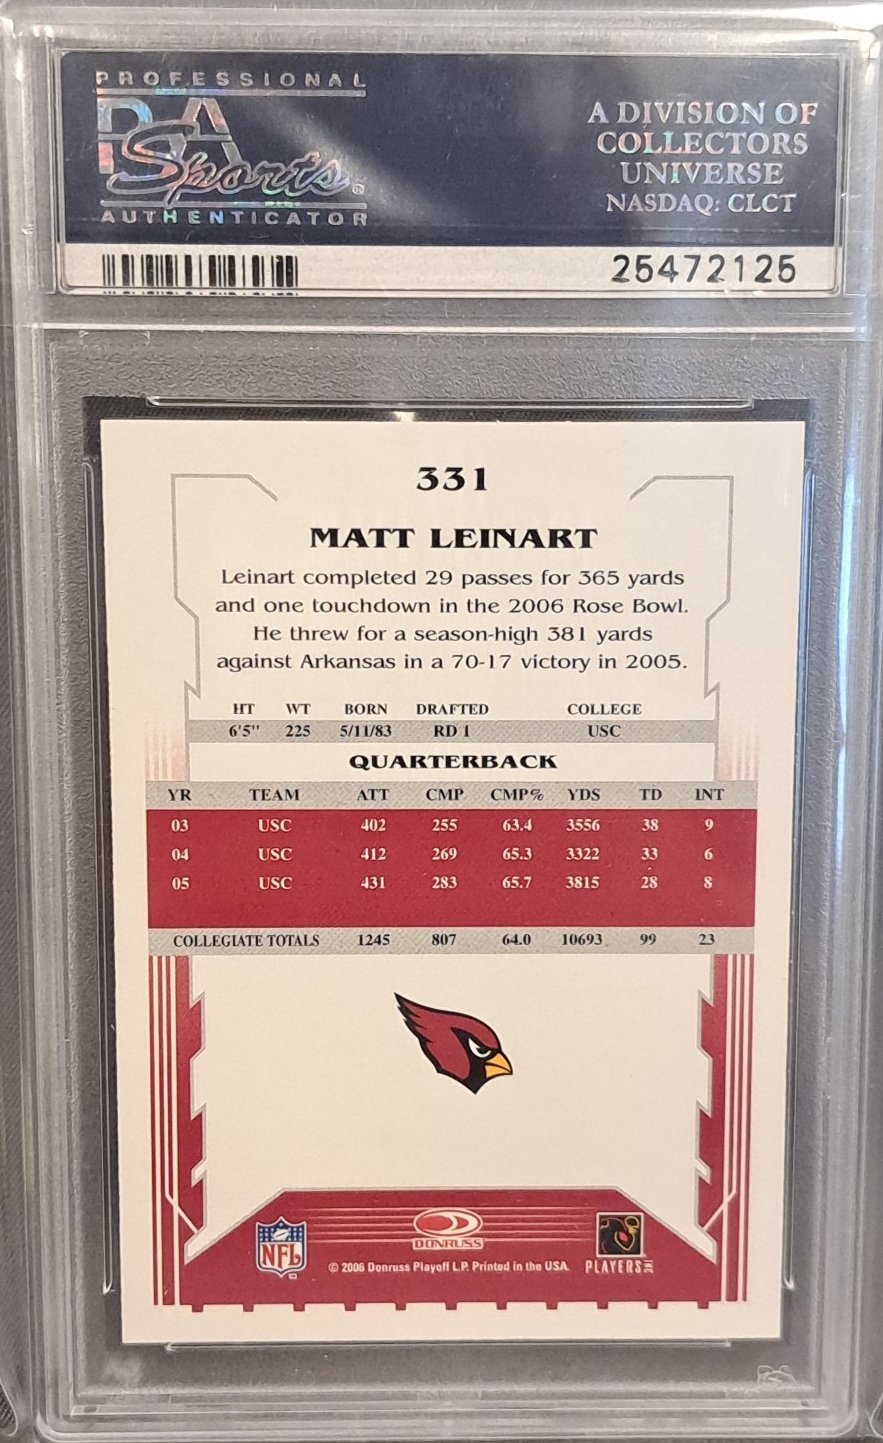 PROFESSIONAL
PSA
Sports®
AUTHENTICATOR
A DIVISION OF
COLLECTORS
UNIVERSE
NASDAQ: CLCT
25472125
331
MATT LEINART
Leinart completed 29 passes for 365 yards
and one touchdown in the 2006 Rose Bowl.
He threw for a season-high 381 yards
against Arkansas in a 70-17 victory in 2005.
HT WT BORN DRAFTED COLLEGE
6'5" 225 5/11/83 RD 1 USC
QUARTERBACK
YR TEAM ATT CMP CMP% YDS TD INT
03 USC 402 255 63.4 3556 38 9
04 USC 412 269 65.3 3322 33 6
05 USC 431 283 65.7 3815 28 8
COLLEGIATE TOTALS 1245 807 64.0 10693 99 23
NFL
DONRUSS
© 2006 Donruss Playoff L.P. Printed in the USA.
PLAYERS INC
PSA